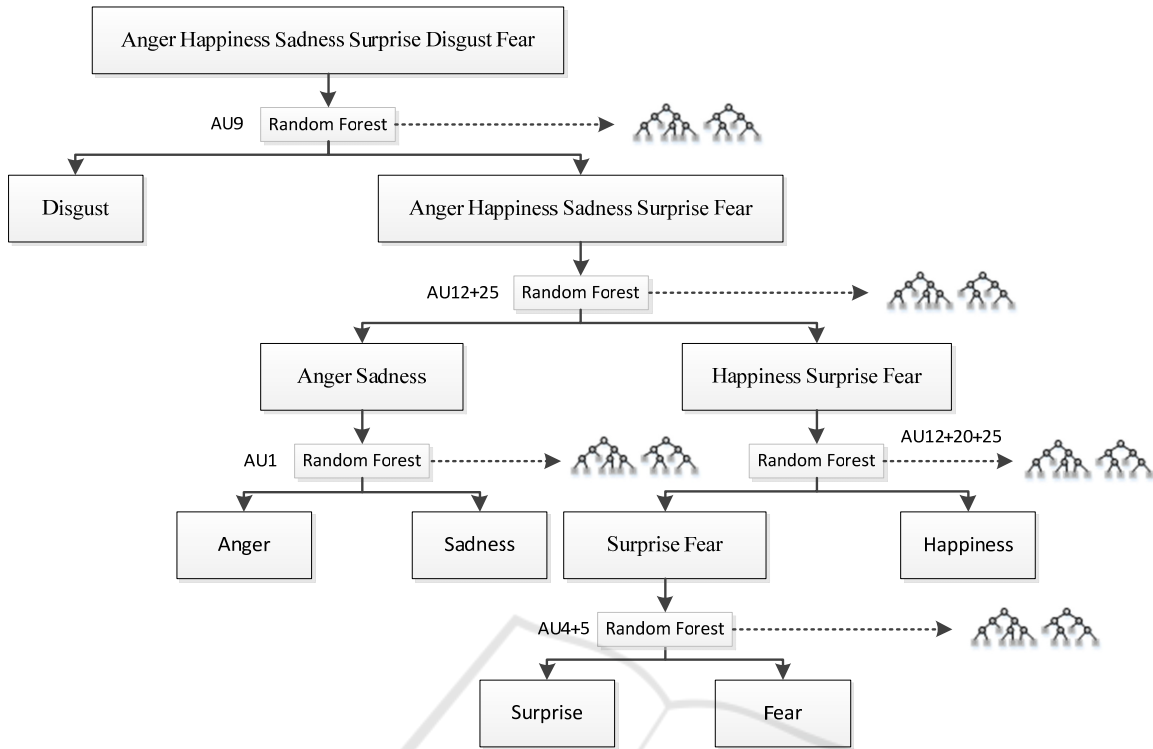 Anger Happiness Sadness Surprise Disgust Fear
AU9 Random Forest
Disgust
Anger Happiness Sadness Surprise Fear
AU12+25 Random Forest
Anger Sadness
Happiness Surprise Fear
AU12+20+25
AU1 Random Forest
Random Forest
Anger
Sadness
Surprise Fear
Happiness
AU4+5 Random Forest
Surprise
Fear